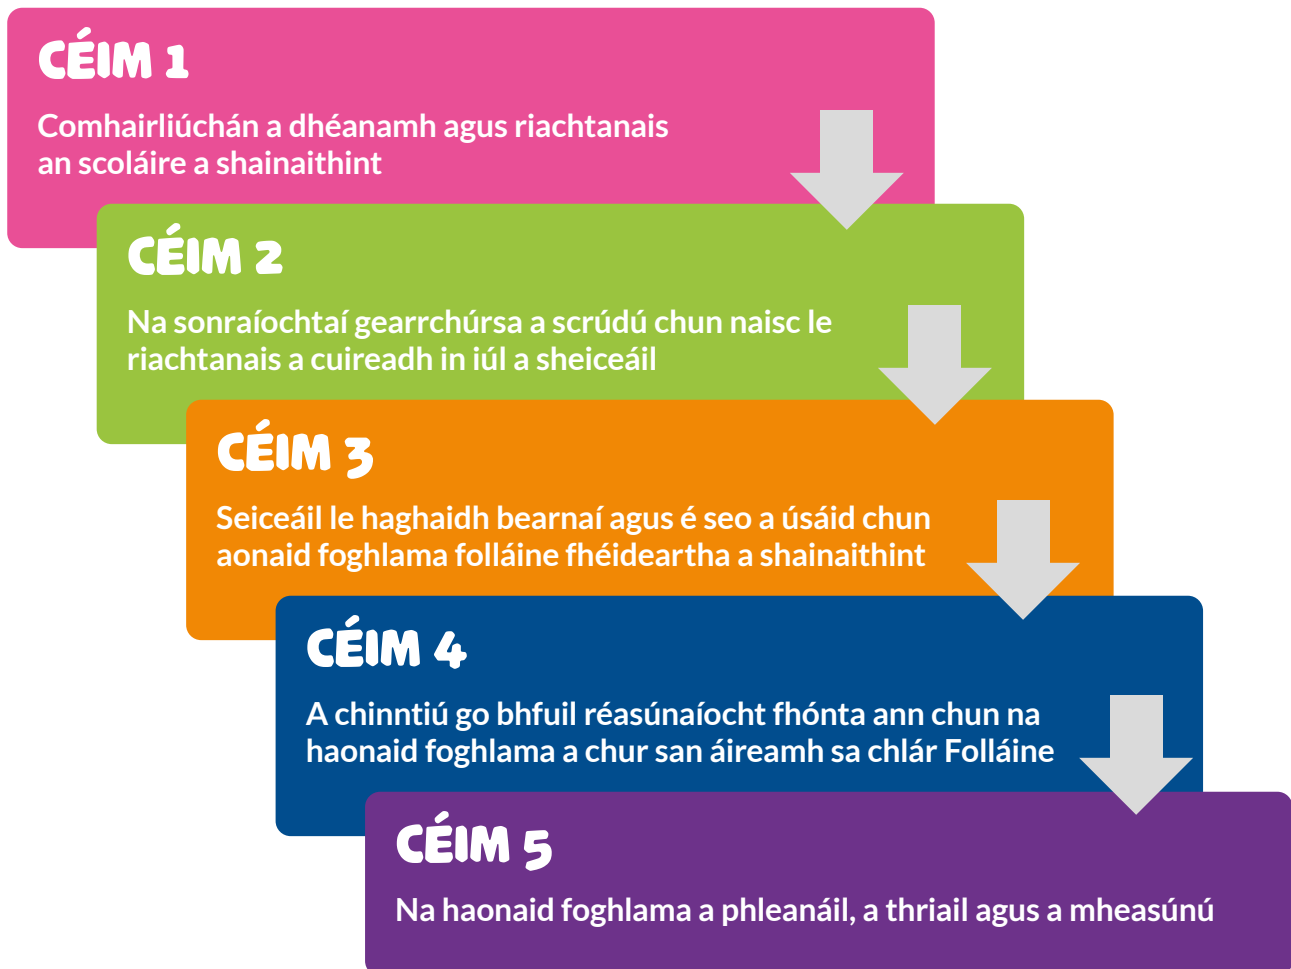 CÉIM 1
Comhairliúchán a dhéanamh agus riachtanais
an scoláire a shainaithint
CÉIM 2
Na sonraíochtaí gearrchúrsa a scrúdú chun naisc le
riachtanais a cuireadh in iúl a sheiceáil
CÉIM 3
Seiceáil le haghaidh bearnaí agus é seo a úsáid chun
aonaid foghlama folláine fhéideartha a shainaithint
CÉIM 4
A chinntiú go bhfuil réasúnaíocht fhónta ann chun na
haonaid foghlama a chur san áireamh sa chlár Folláine
CÉIM 5
Na haonaid foghlama a phleanáil, a thriail agus a mheasúnú